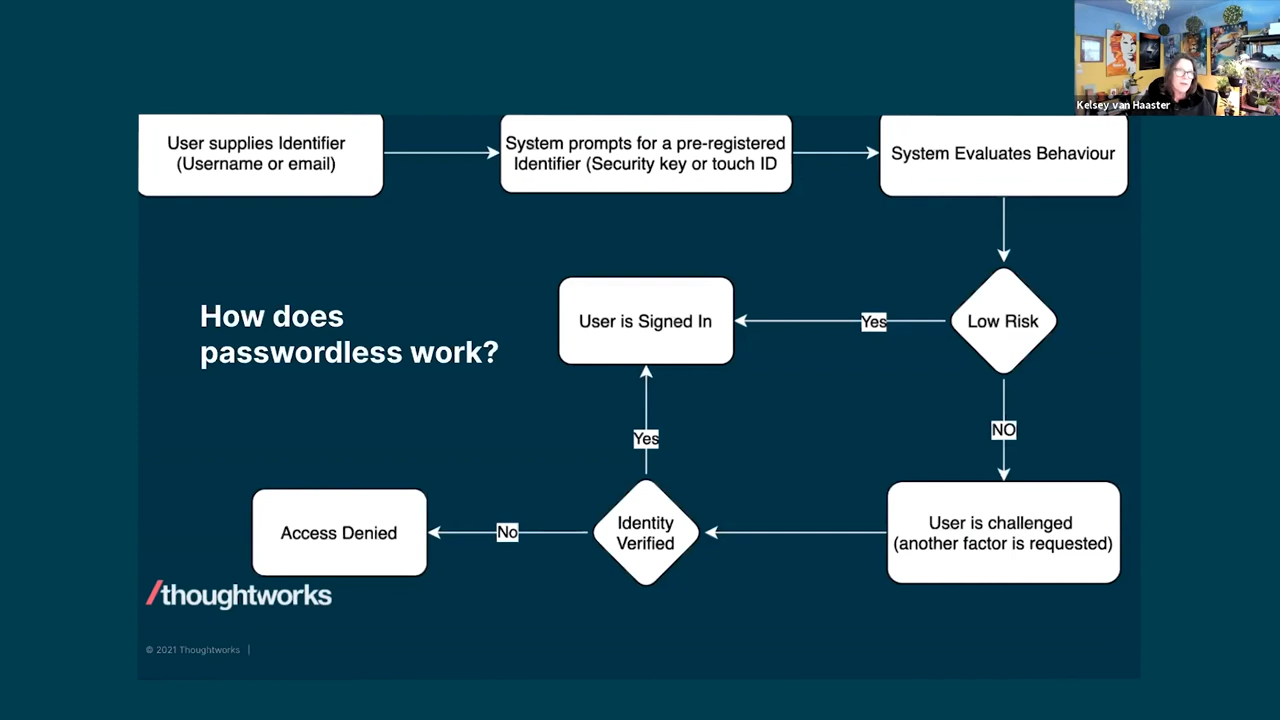 Kelsey van Haaster
User supplies Identifier
(Username or email)
System prompts for a pre-registered
Identifier (Security key or touch ID
System Evaluates Behaviour
How does
passwordless work?
User is Signed In
Yes
Low Risk
Yes
NO
Access Denied
No
Identity
Verified
User is challenged
(another factor is requested)
/thoughtworks
© 2021 Thoughtworks |